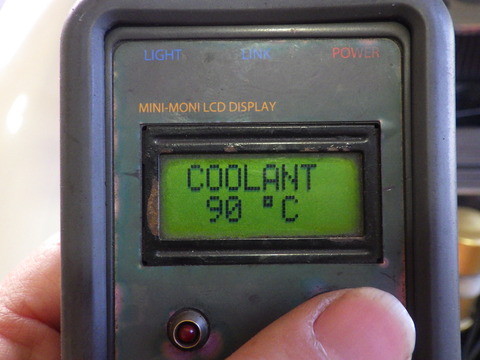 LIGHT LINK POWER
MINI-MONI LCD DISPLAY
COOLANT
90 °C